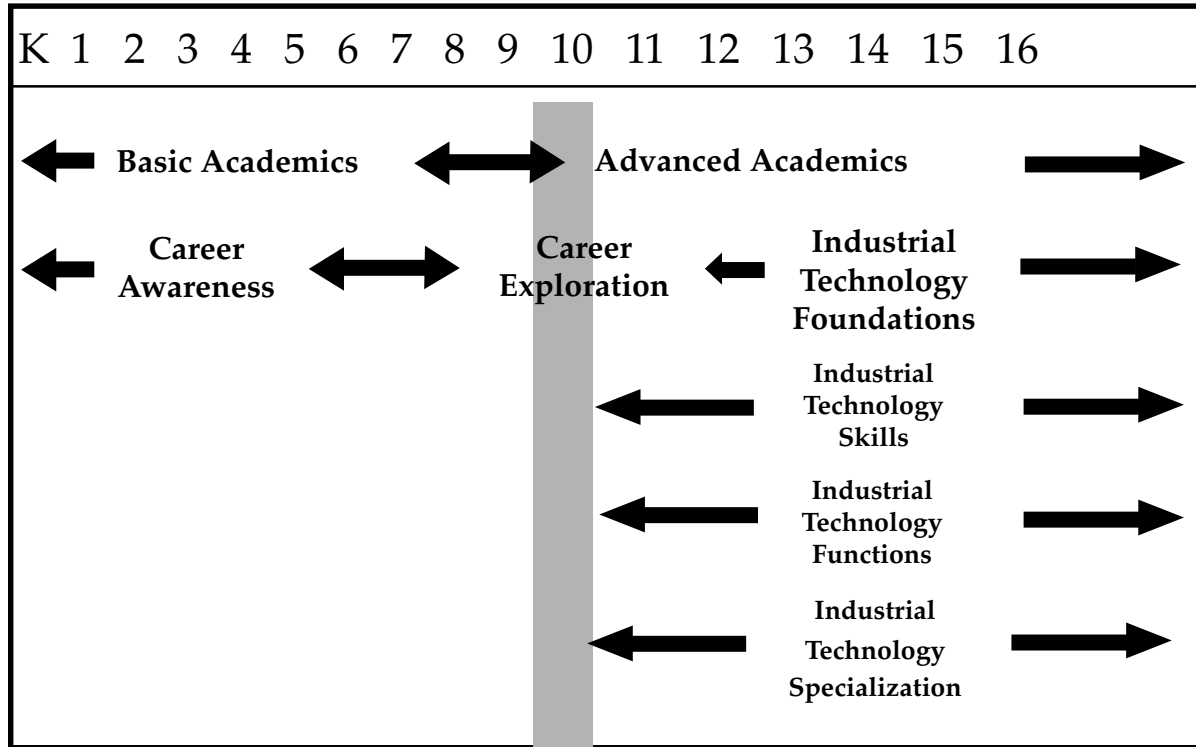 K 1 2 3 4 5 6 7 8 9 10 11 12 13 14 15 16
Basic Academics Advanced Academics
Career
Awareness
Career
Exploration
Industrial
Technology
Foundations
Industrial
Technology
Skills
Industrial
Technology
Functions
Industrial
Technology
Specialization